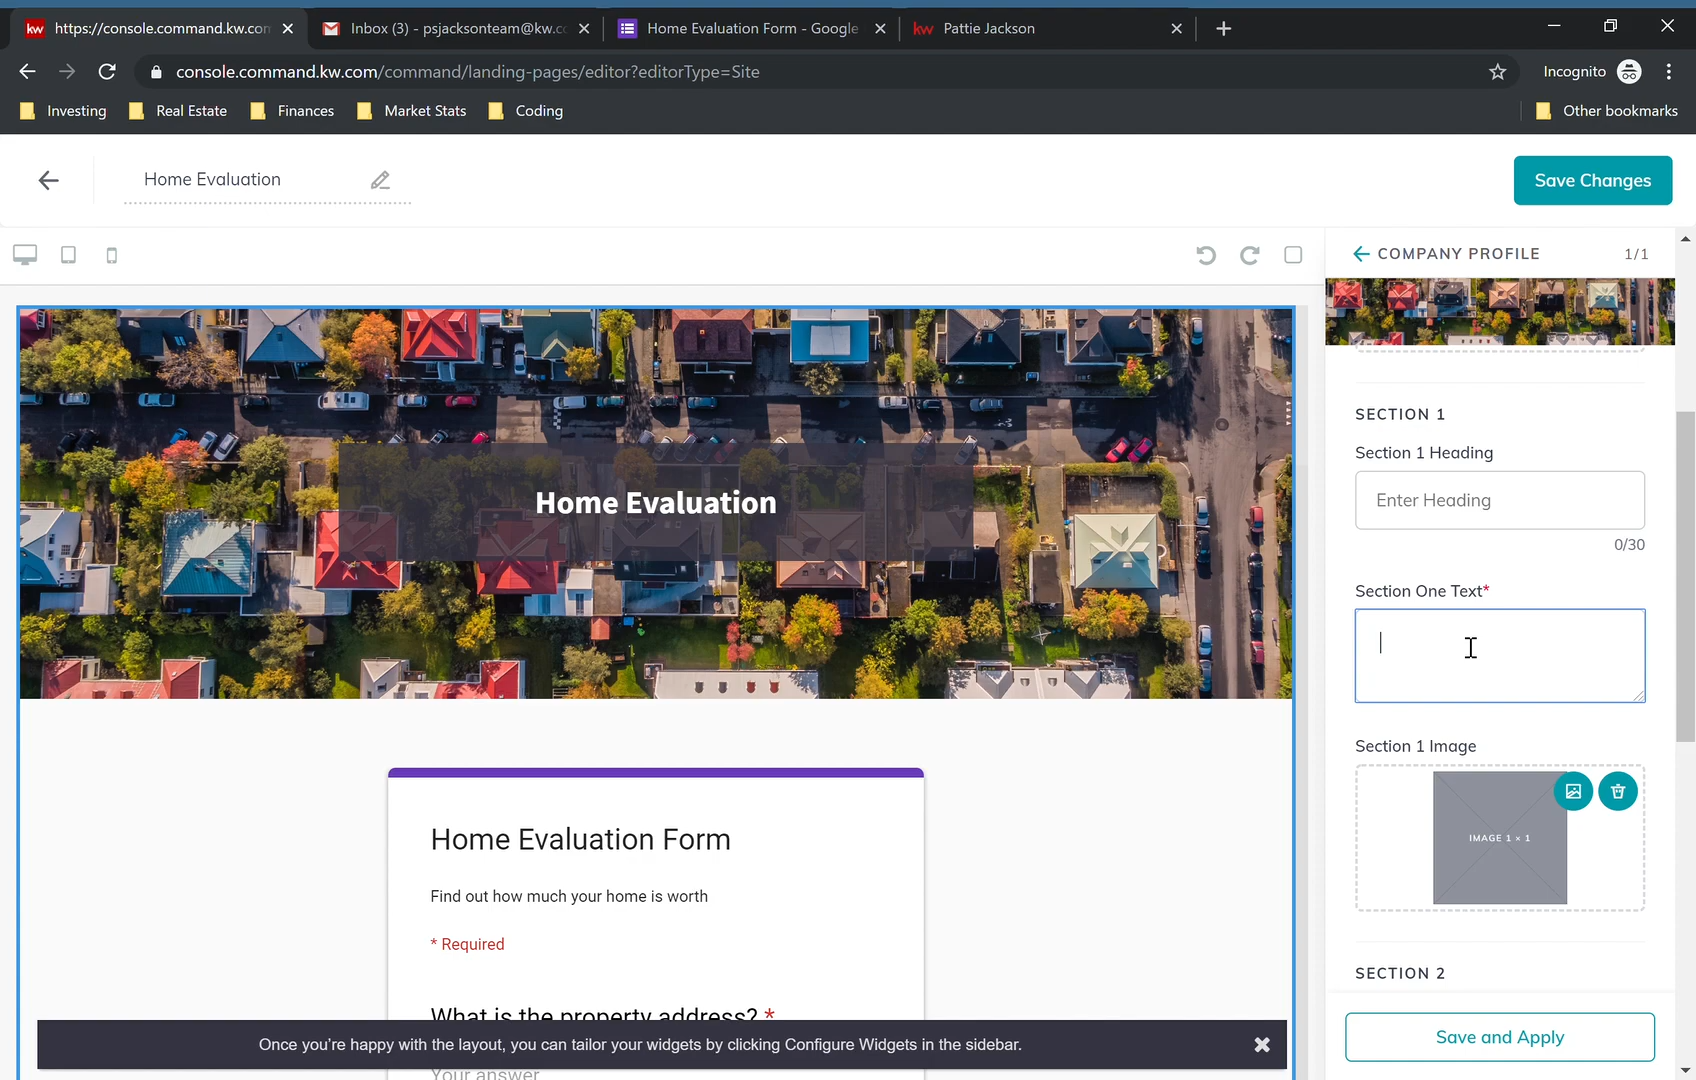 https://console.command.kw.con
Inbox (3) - psjacksonteam@kw.cc
Home Evaluation Form - Google
kw Pattie Jackson
console.command.kw.com/command/landing-pages/editor?editorType=Site
Incognito
Investing
Real Estate
Finances
Market Stats
Coding
Other bookmarks
Home Evaluation
Save Changes
COMPANY PROFILE
1/1
SECTION 1
Section 1 Heading
Enter Heading
0/30
Section One Text*
Section 1 Image
IMAGE 1 × 1
SECTION 2
Save and Apply
Home Evaluation
Home Evaluation Form
Find out how much your home is worth
* Required
What is the property address? *
Once you're happy with the layout, you can tailor your widgets by clicking Configure Widgets in the sidebar.
Your answer